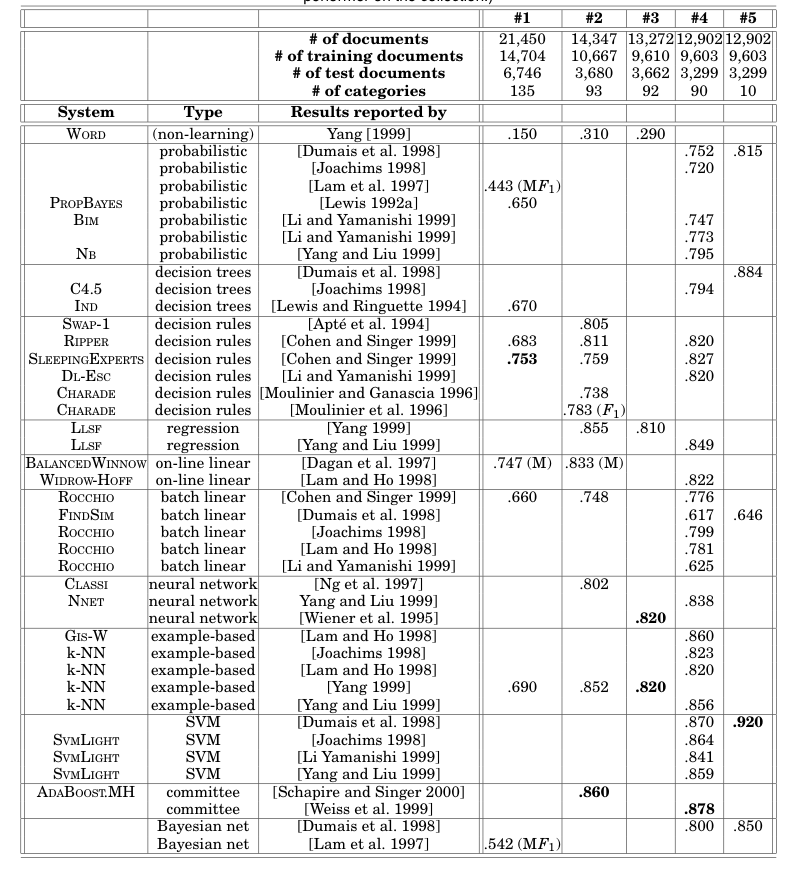 performer on the collection.)
#1 #2 #3 #4 #5
# of documents 21,450 14,347 13,272 12,902 12,902
# of training documents 14,704 10,667 9,610 9,603 9,603
# of test documents 6,746 3,680 3,662 3,299 3,299
# of categories 135 93 92 90 10
System Type Results reported by
WORD (non-learning) Yang [1999] .150 .310 .290
probabilistic [Dumais et al. 1998] .752 .815
probabilistic [Joachims 1998] .720
probabilistic [Lam et al. 1997] .443 (MF1)
PROPBAYES probabilistic [Lewis 1992a] .650
BIM probabilistic [Li and Yamanishi 1999] .747
probabilistic [Li and Yamanishi 1999] .773
NB probabilistic [Yang and Liu 1999] .795
decision trees [Dumais et al. 1998] .884
C4.5 decision trees [Joachims 1998] .794
IND decision trees [Lewis and Ringuette 1994] .670
SWAP-1 decision rules [Apté et al. 1994] .805
RIPPER decision rules [Cohen and Singer 1999] .683 .811 .820
SLEEPINGEXPERTS decision rules [Cohen and Singer 1999] .753 .759 .827
DL-ESC decision rules [Li and Yamanishi 1999] .820
CHARADE decision rules [Moulinier and Ganascia 1996] .738
CHARADE decision rules [Moulinier et al. 1996] .783 (F1)
LLSF regression [Yang 1999] .855 .810
LLSF regression [Yang and Liu 1999] .849
BALANCEDWINNOW on-line linear [Dagan et al. 1997] .747 (M) .833 (M)
WIDROW-HOFF on-line linear [Lam and Ho 1998] .822
ROCCHIO batch linear [Cohen and Singer 1999] .660 .748 .776
FINDSIM batch linear [Dumais et al. 1998] .617 .646
ROCCHIO batch linear [Joachims 1998] .799
ROCCHIO batch linear [Lam and Ho 1998] .781
ROCCHIO batch linear [Li and Yamanishi 1999] .625
CLASSI neural network [Ng et al. 1997] .802
NNET neural network Yang and Liu 1999] .838
neural network [Wiener et al. 1995] .820
GIS-W example-based [Lam and Ho 1998] .860
k-NN example-based [Joachims 1998] .823
k-NN example-based [Lam and Ho 1998] .820
k-NN example-based [Yang 1999] .690 .852 .820
k-NN example-based [Yang and Liu 1999] .856
SVM [Dumais et al. 1998] .870 .920
SVMLIGHT SVM [Joachims 1998] .864
SVMLIGHT SVM [Li Yamanishi 1999] .841
SVMLIGHT SVM [Yang and Liu 1999] .859
ADABOOST.MH committee [Schapire and Singer 2000] .860
committee [Weiss et al. 1999] .878
Bayesian net [Dumais et al. 1998] .800 .850
Bayesian net [Lam et al. 1997] .542 (MF1)